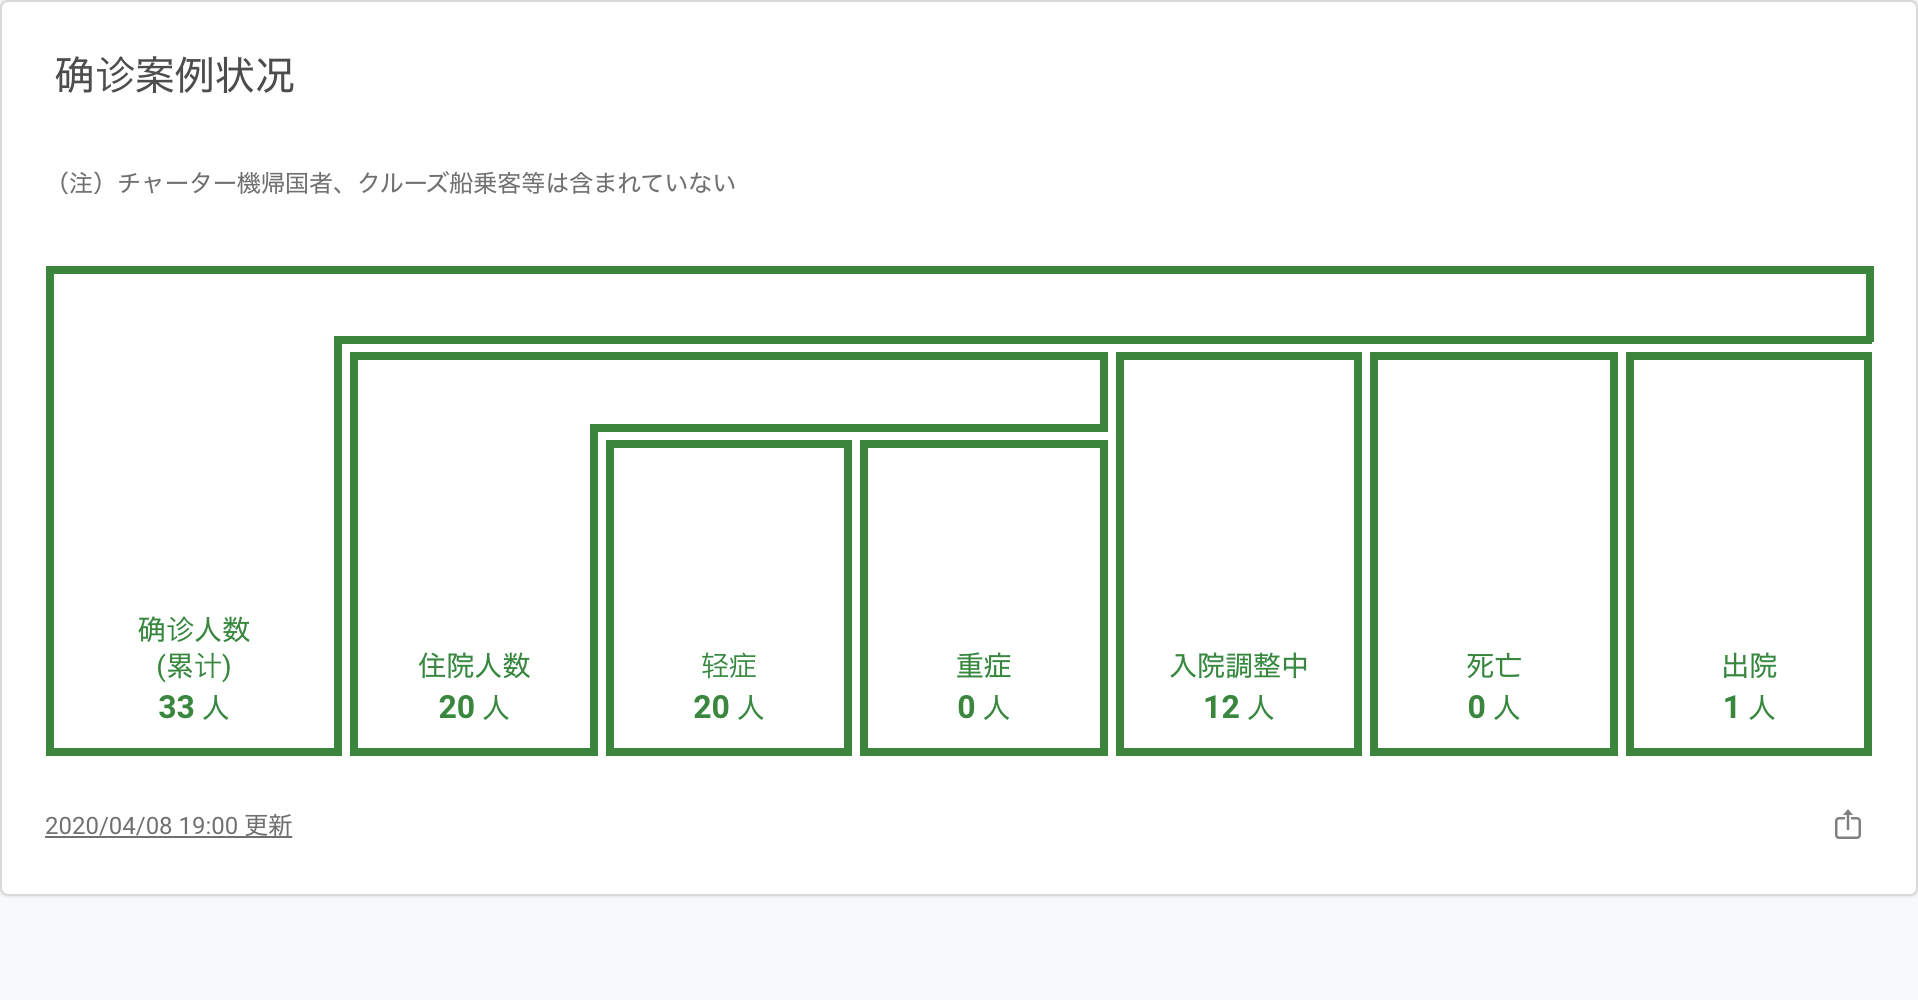 确诊案例状况
（注）チャーター機帰国者、クルーズ船乗客等は含まれていない
确诊人数
(累计)
33 人
住院人数
20 人
轻症
20 人
重症
0 人
入院調整中
12 人
死亡
0 人
出院
1 人
2020/04/08 19:00 更新